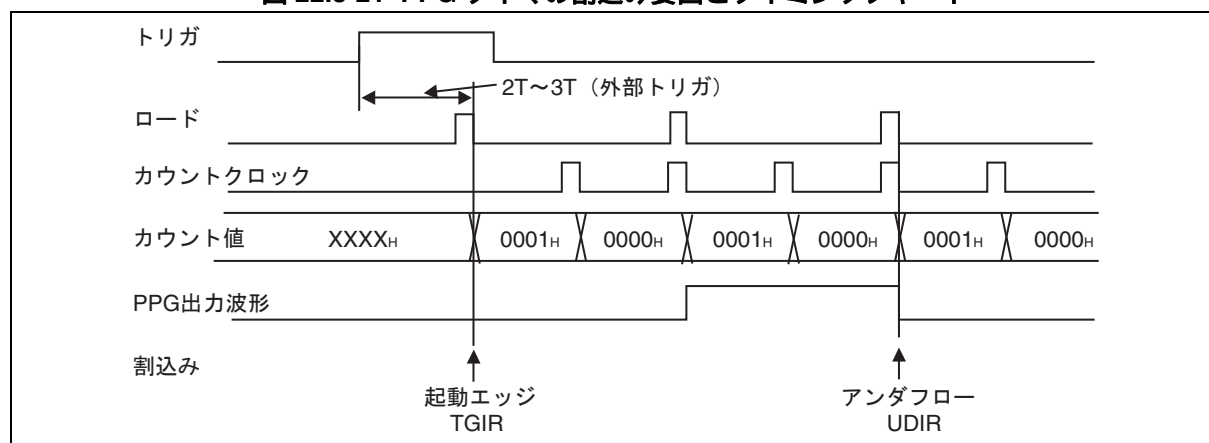 トリガ
2T～3T（外部トリガ）
ロード
カウントクロック
カウント値 XXXXH 0001H 0000H 0001H 0000H 0001H 0000H
PPG出力波形
割込み
起動エッジ
TGIR
アンダフロー
UDIR